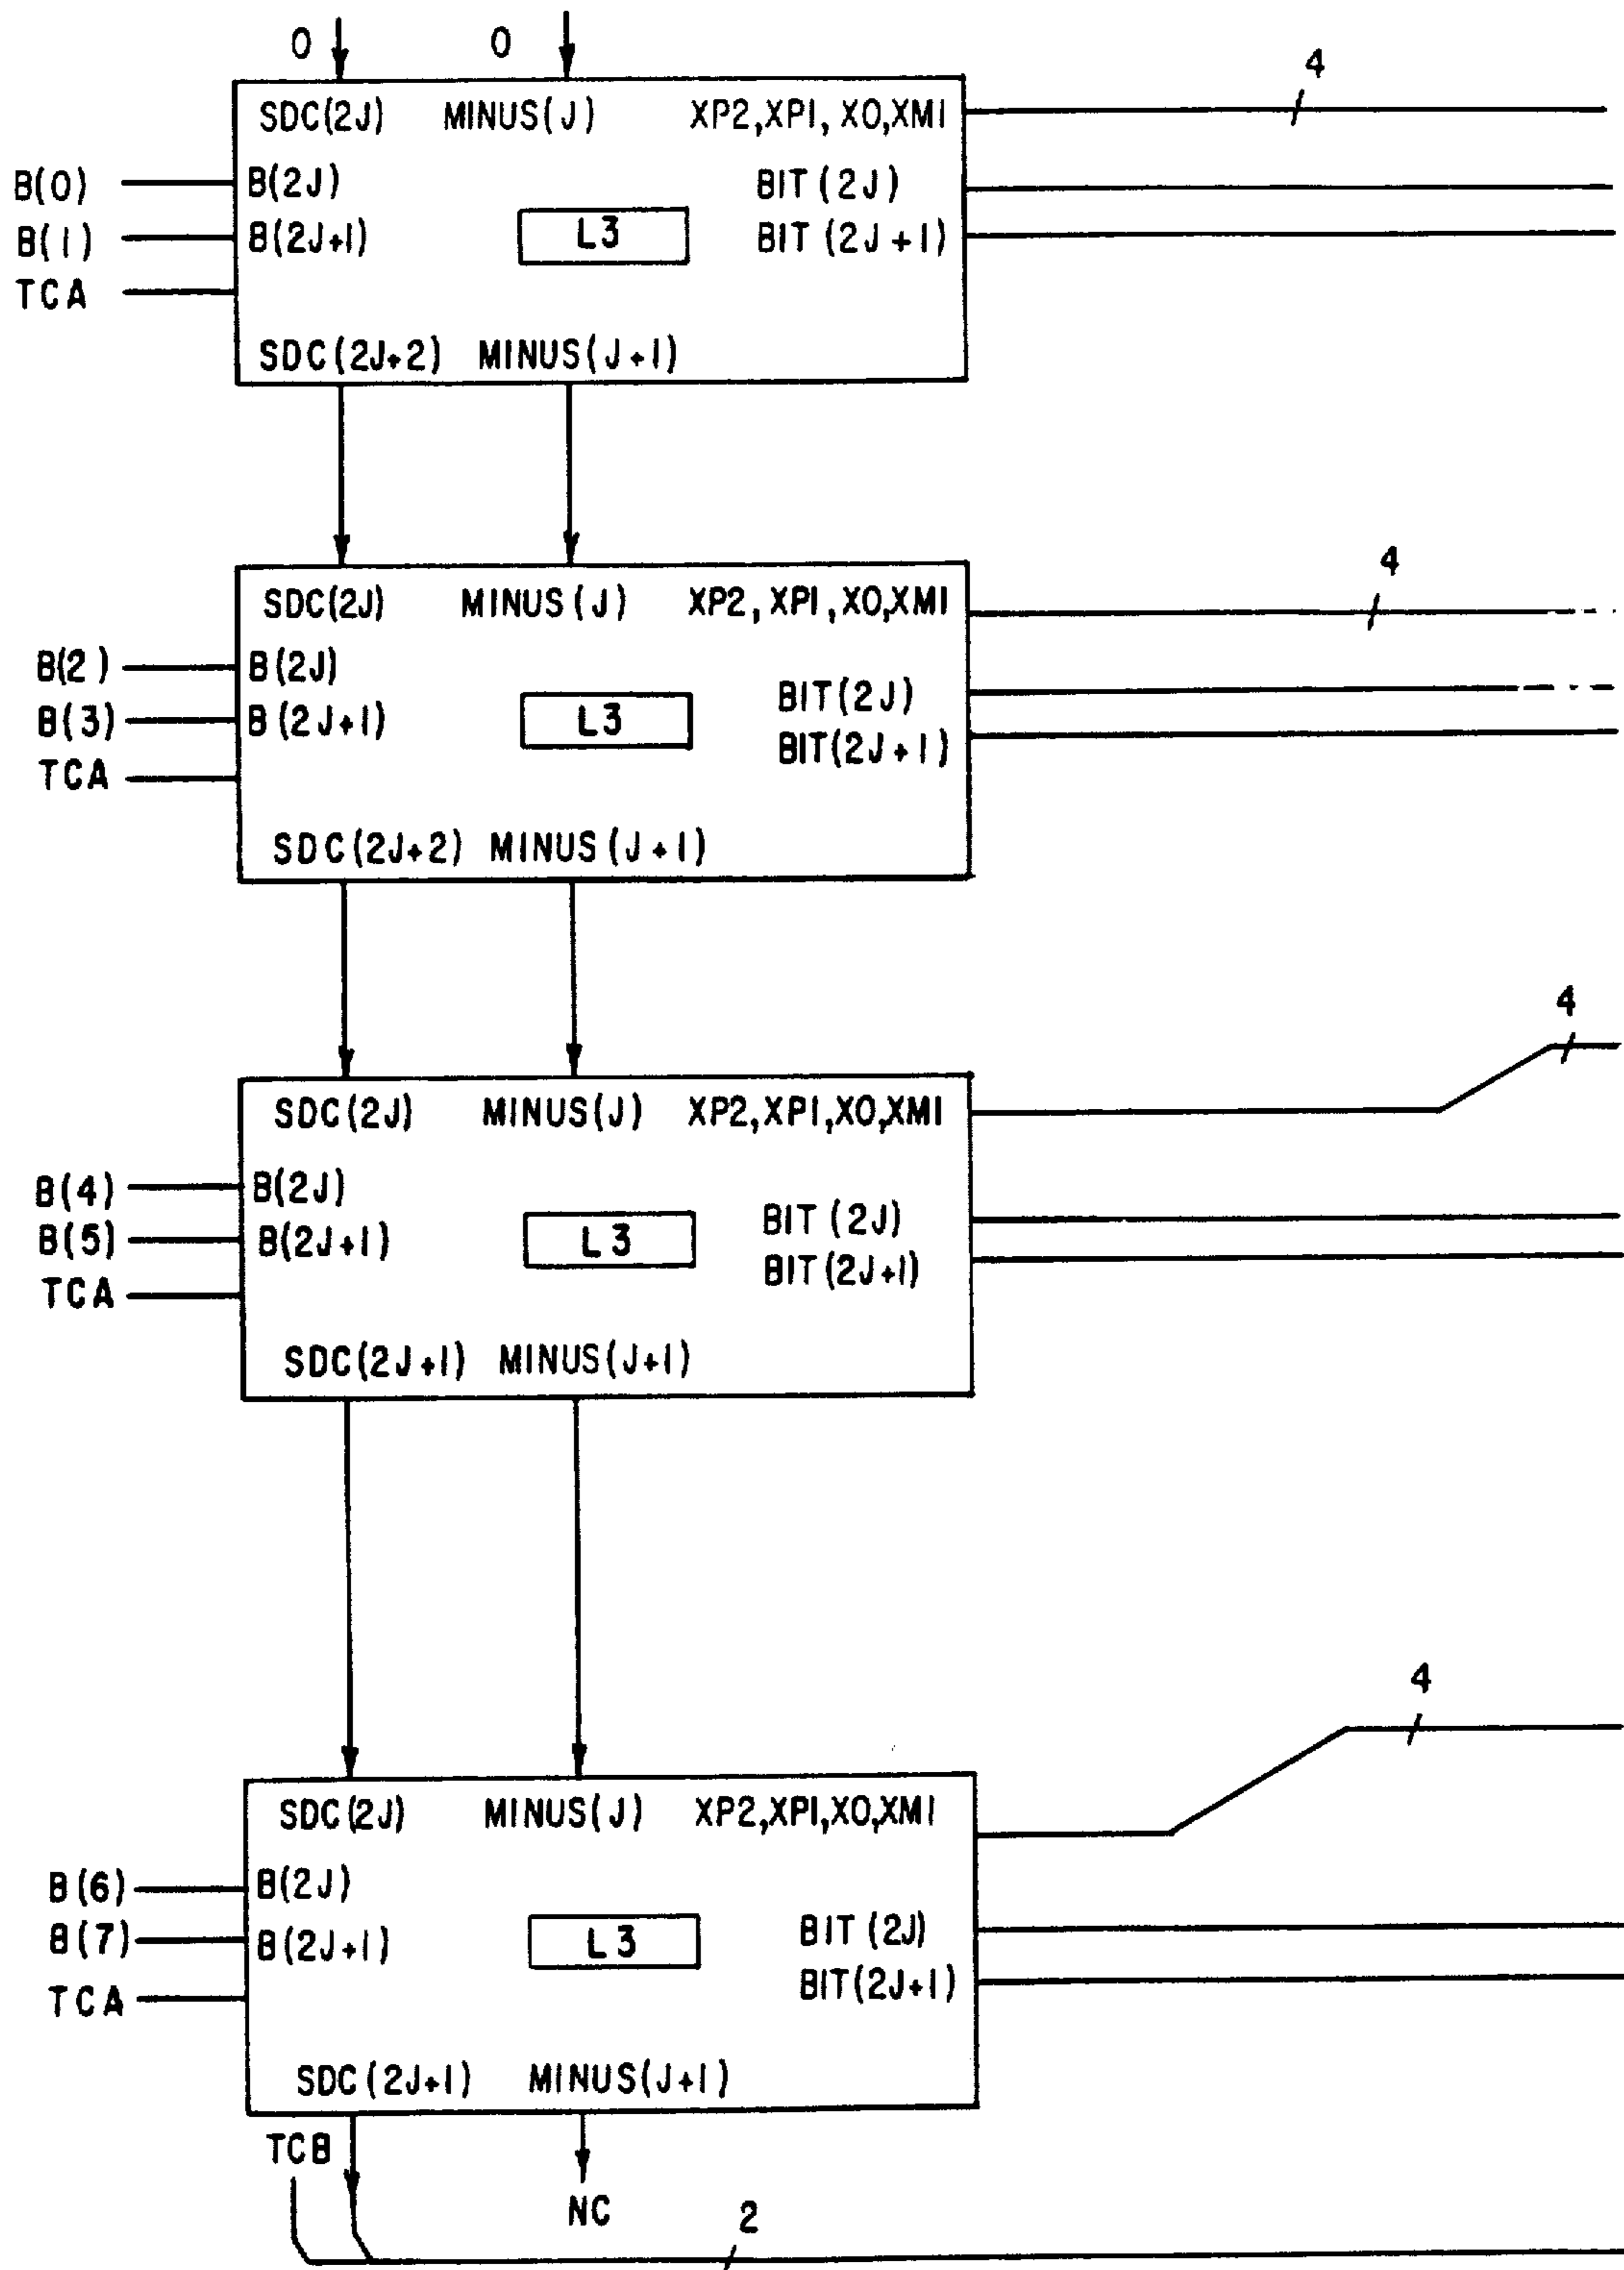 0 0
4
SDC(2J) MINUS(J) XP2,XP1, X0,XM1
B(0) B(2J) BIT(2J)
B(1) B(2J+1) L3 BIT(2J+1)
TCA
SDC(2J+2) MINUS(J+1)
4
SDC(2J) MINUS(J) XP2,XP1,X0,XM1
B(2) B(2J) BIT(2J)
B(3) B(2J+1) L3 BIT(2J+1)
TCA
SDC(2J+2) MINUS(J+1)
4
SDC(2J) MINUS(J) XP2,XP1,X0,XM1
B(4) B(2J) BIT(2J)
B(5) B(2J+1) L3 BIT(2J+1)
TCA
SDC(2J+1) MINUS(J+1)
4
SDC(2J) MINUS(J) XP2,XP1,X0,XM1
B(6) B(2J) BIT(2J)
B(7) B(2J+1) L3 BIT(2J+1)
TCA
SDC(2J+1) MINUS(J+1)
TCB
NC
2